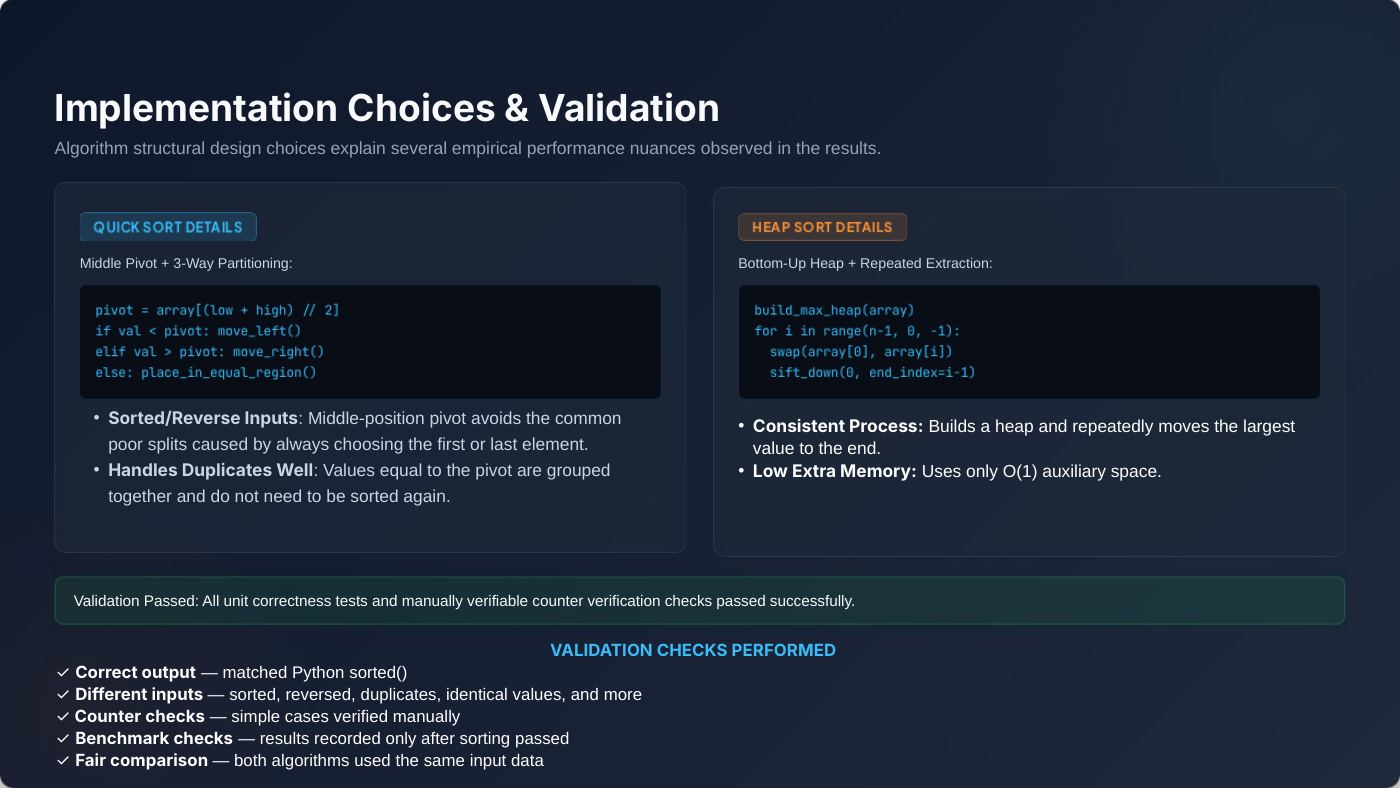 Implementation Choices & Validation
Algorithm structural design choices explain several empirical performance nuances observed in the results.
QUICK SORT DETAILS
Middle Pivot + 3-Way Partitioning:
pivot = array[(low + high) // 2]
if val < pivot: move_left()
elif val > pivot: move_right()
else: place_in_equal_region()
• Sorted/Reverse Inputs: Middle-position pivot avoids the common
poor splits caused by always choosing the first or last element.
• Handles Duplicates Well: Values equal to the pivot are grouped
together and do not need to be sorted again.
HEAP SORT DETAILS
Bottom-Up Heap + Repeated Extraction:
build_max_heap(array)
for i in range(n-1, 0, -1):
  swap(array[0], array[i])
  sift_down(0, end_index=i-1)
• Consistent Process: Builds a heap and repeatedly moves the largest
value to the end.
• Low Extra Memory: Uses only O(1) auxiliary space.
Validation Passed: All unit correctness tests and manually verifiable counter verification checks passed successfully.
VALIDATION CHECKS PERFORMED
✓ Correct output — matched Python sorted()
✓ Different inputs — sorted, reversed, duplicates, identical values, and more
✓ Counter checks — simple cases verified manually
✓ Benchmark checks — results recorded only after sorting passed
✓ Fair comparison — both algorithms used the same input data